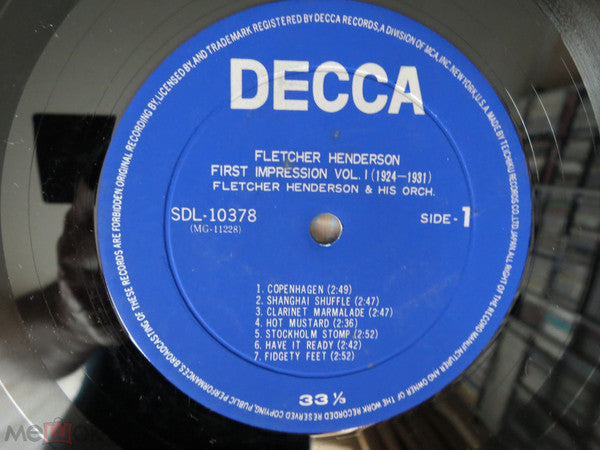 REGISTERED BY DECCA RECORDS, A DIVISION OF MCA, INC. NEW YORK, U.S.A. MADE BY TEICHIKU RECORDS CO., LTD. JAPAN. ALL RIGHT OF THE RECORD MANUFACTURER AND OWNER OF THE WORK RECORDED RESERVED COPYING, PUBLIC PERFORMANCES, BROADCASTING OF THESE RECORDS ARE FORBIDDEN. ORIGINAL RECORDING BY, LICENSED BY, AND TRADEMARK
DECCA
FLETCHER HENDERSON
FIRST IMPRESSION VOL. I (1924–1931)
FLETCHER HENDERSON & HIS ORCH.
SDL-10378
(MG-11228)
SIDE-1
1. COPENHAGEN (2:49)
2. SHANGHAI SHUFFLE (2:47)
3. CLARINET MARMALADE (2:47)
4. HOT MUSTARD (2:36)
5. STOCKHOLM STOMP (2:52)
6. HAVE IT READY (2:42)
7. FIDGETY FEET (2:52)
33⅓